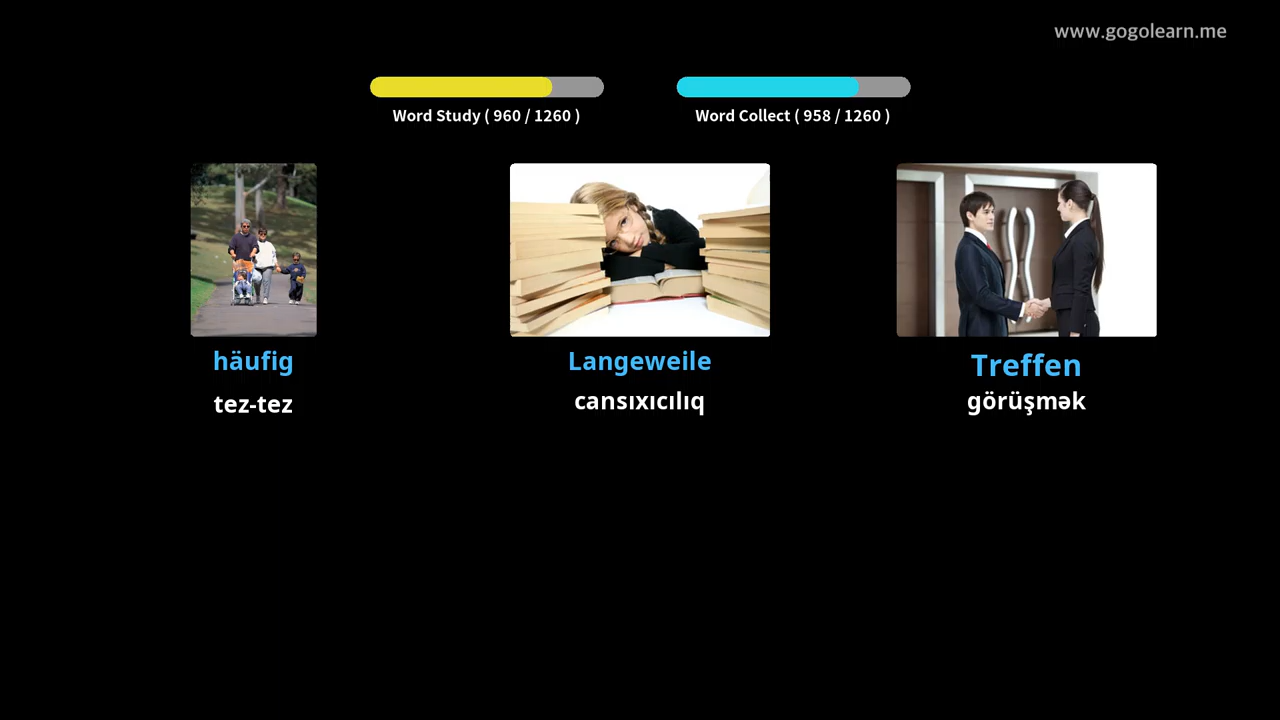 www.gogolearn.me
Word Study ( 960 / 1260 )
Word Collect ( 958 / 1260 )
häufig
Langeweile
Treffen
tez-tez
cansıxıcılıq
görüşmək